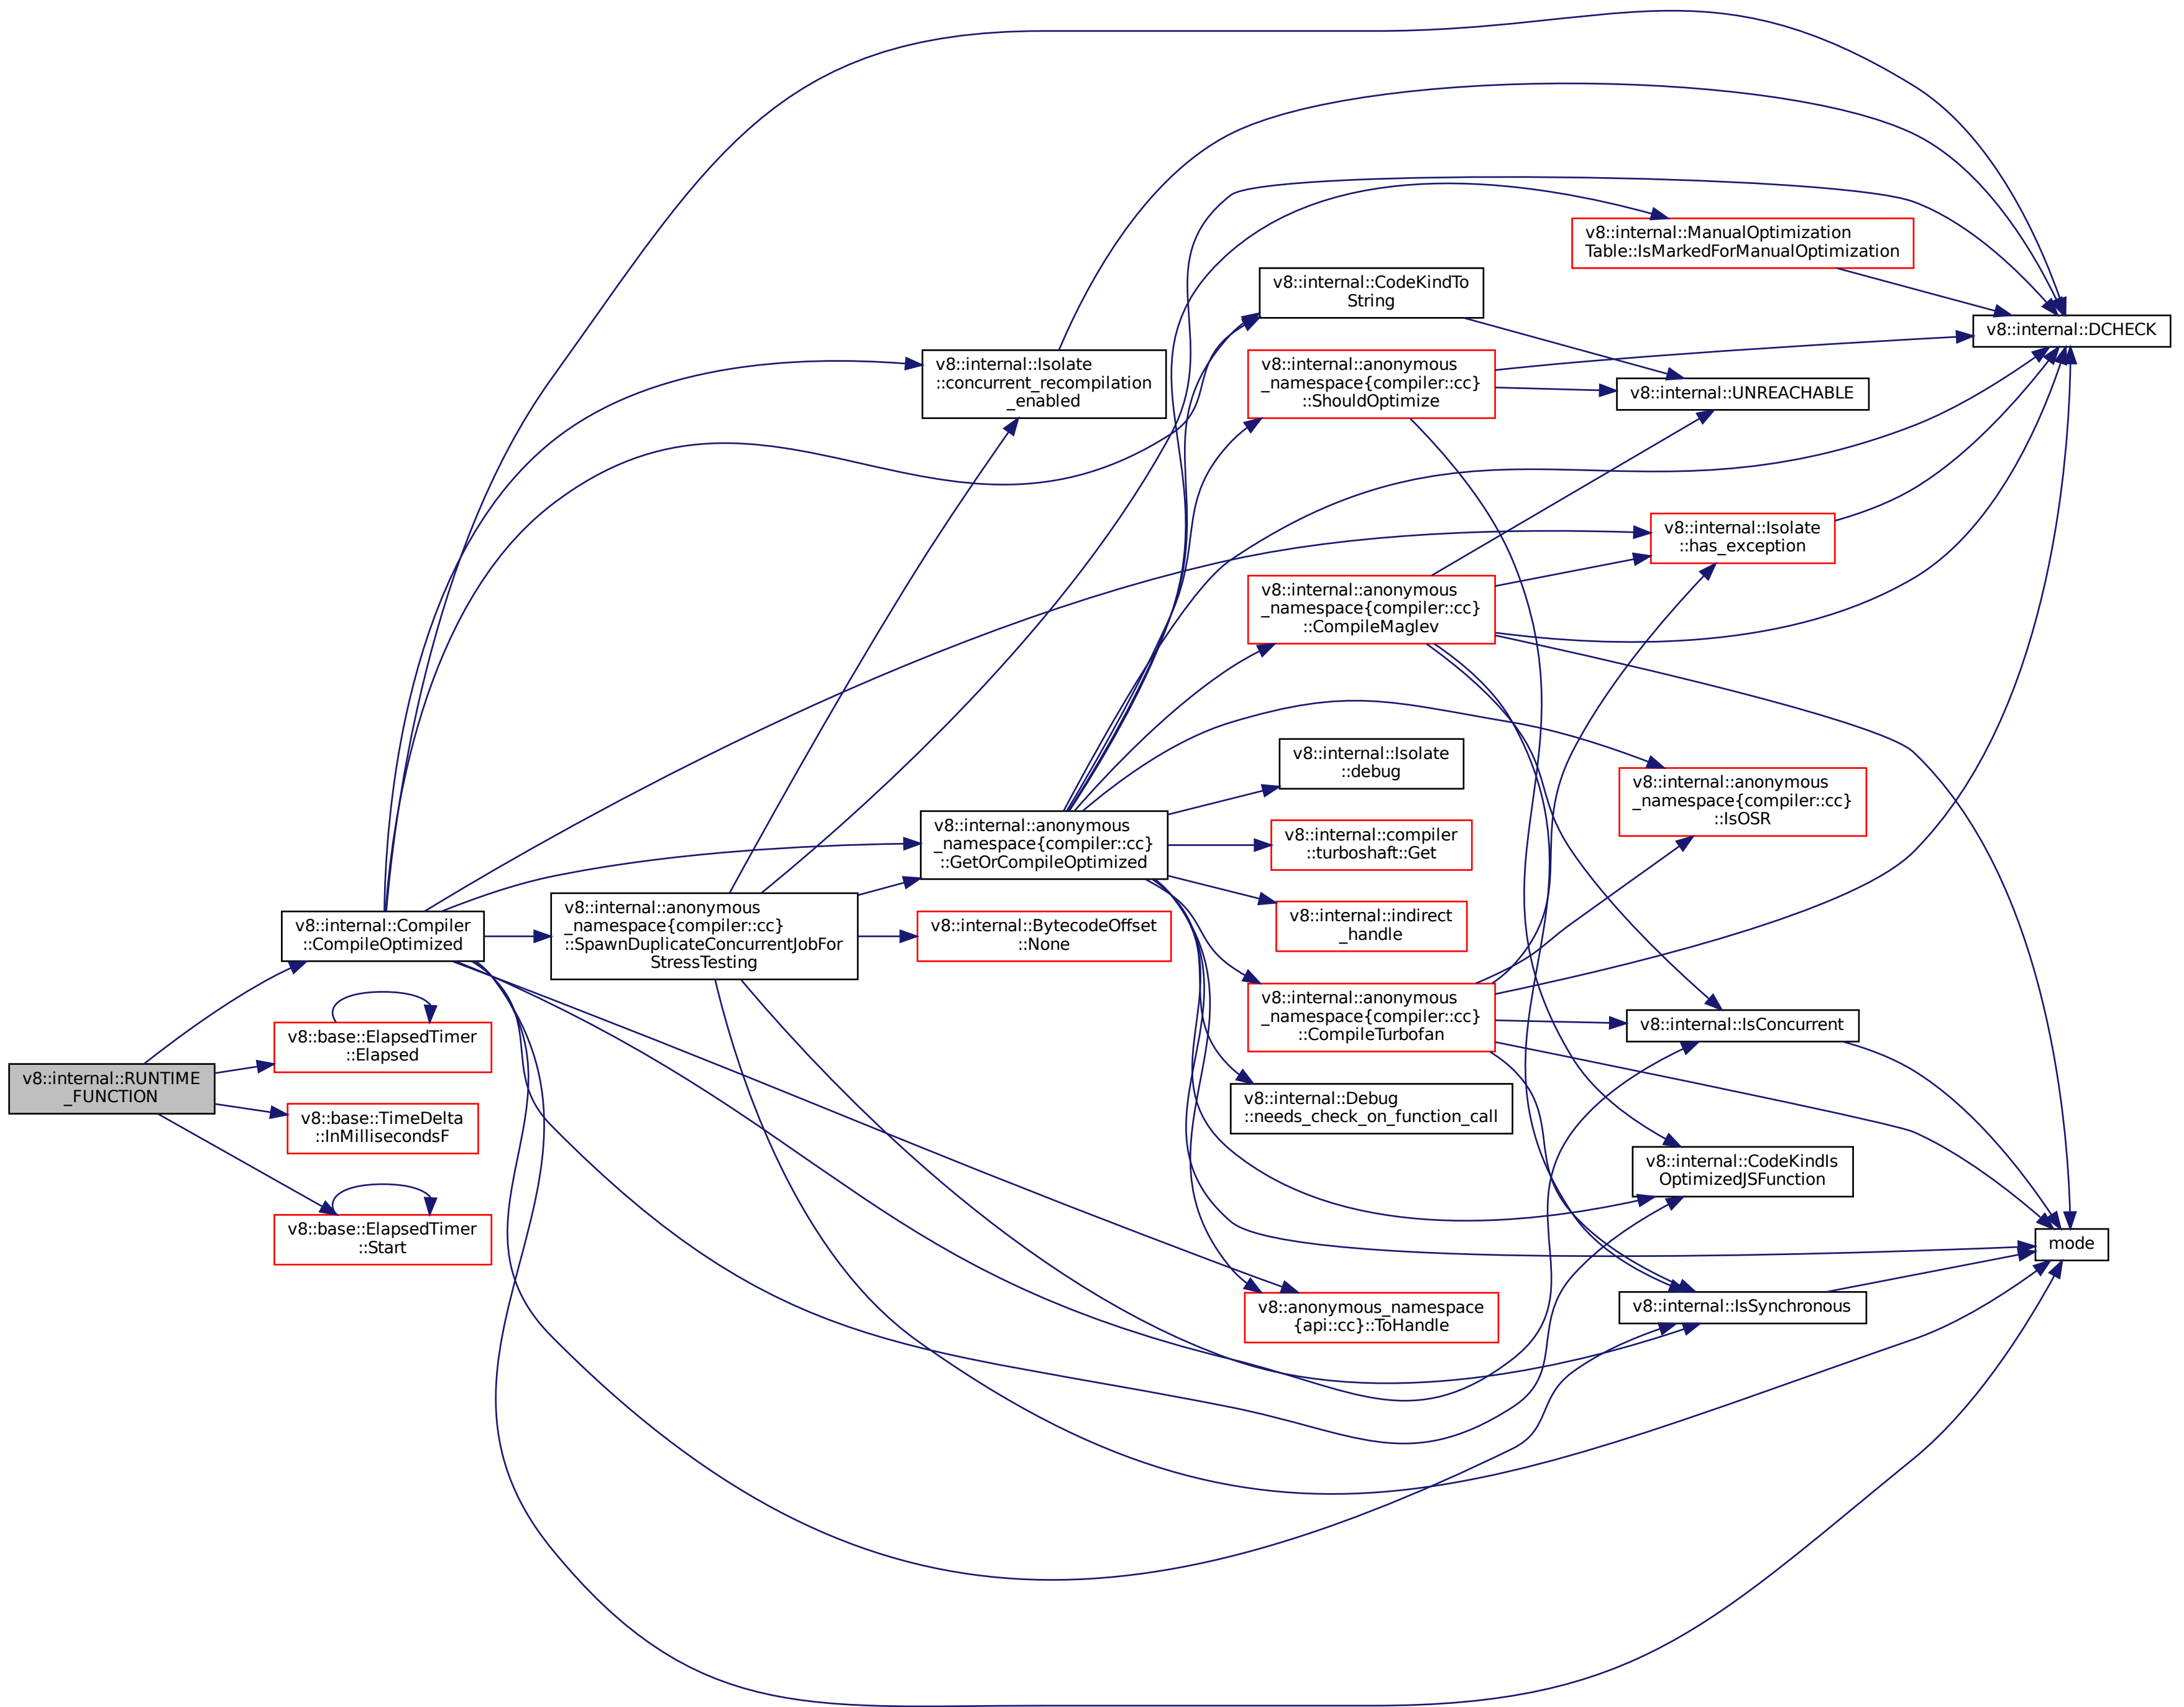 v8::internal::RUNTIME
_FUNCTION
v8::internal::Compiler
::CompileOptimized
v8::base::ElapsedTimer
::Elapsed
v8::base::TimeDelta
::InMillisecondsF
v8::base::ElapsedTimer
::Start
v8::internal::anonymous
_namespace{compiler::cc}
::SpawnDuplicateConcurrentJobFor
StressTesting
v8::internal::Isolate
::concurrent_recompilation
_enabled
v8::internal::anonymous
_namespace{compiler::cc}
::GetOrCompileOptimized
v8::internal::BytecodeOffset
::None
v8::internal::CodeKindTo
String
v8::internal::anonymous
_namespace{compiler::cc}
::ShouldOptimize
v8::internal::anonymous
_namespace{compiler::cc}
::CompileMaglev
v8::internal::Isolate
::debug
v8::internal::compiler
::turboshaft::Get
v8::internal::indirect
_handle
v8::internal::anonymous
_namespace{compiler::cc}
::CompileTurbofan
v8::internal::Debug
::needs_check_on_function_call
v8::anonymous_namespace
{api::cc}::ToHandle
v8::internal::ManualOptimization
Table::IsMarkedForManualOptimization
v8::internal::UNREACHABLE
v8::internal::Isolate
::has_exception
v8::internal::anonymous
_namespace{compiler::cc}
::IsOSR
v8::internal::IsConcurrent
v8::internal::CodeKindIs
OptimizedJSFunction
v8::internal::IsSynchronous
v8::internal::DCHECK
mode